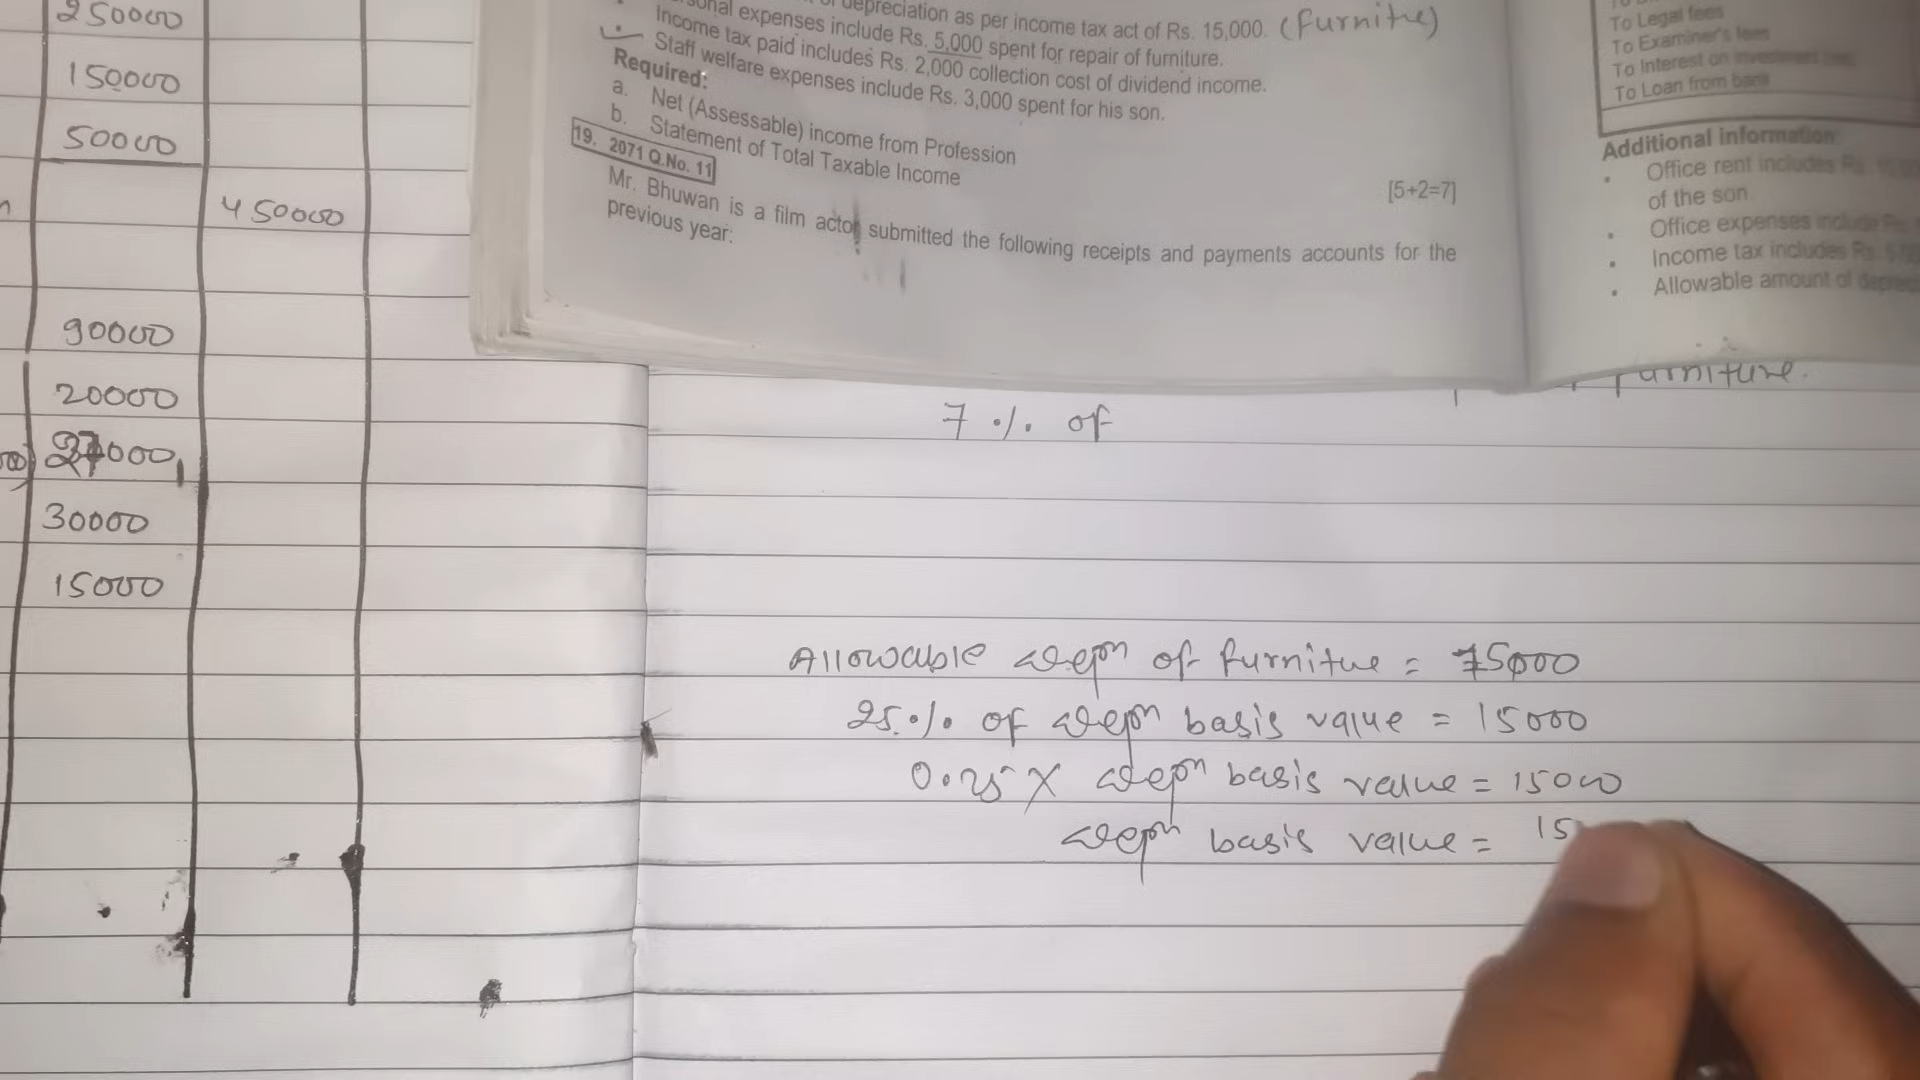 250000
150000
50000
450000
90000
20000
27000
30000
15000
depreciation as per income tax act of Rs. 15,000. (Furniture)
expenses include Rs. 5,000 spent for repair of furniture.
Income tax paid includes Rs. 2,000 collection cost of dividend income.
Staff welfare expenses include Rs. 3,000 spent for his son.
Required:
a. Net (Assessable) income from Profession
b. Statement of Total Taxable Income
[5+2=7]
19. 2071 Q.No. 11
Mr. Bhuwan is a film actor submitted the following receipts and payments accounts for the
previous year:
To Legal fees
To Examiner's fees
To Interest on investment
To Loan from bank
Additional information
Office rent includes Rs.
of the son
Office expenses include
Income tax includes Rs.
Allowable amount of
Furniture.
7 % of
Allowable depn of furniture = 15000
25% of depn basis value = 15000
0.25 X depn basis value = 15000
depn basis value = 15